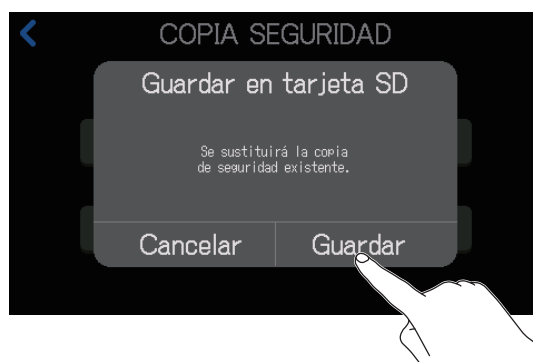 COPIA SEGURIDAD
Guardar en tarjeta SD
Se sustituirá la copia
de seguridad existente.
Cancelar
Guardar